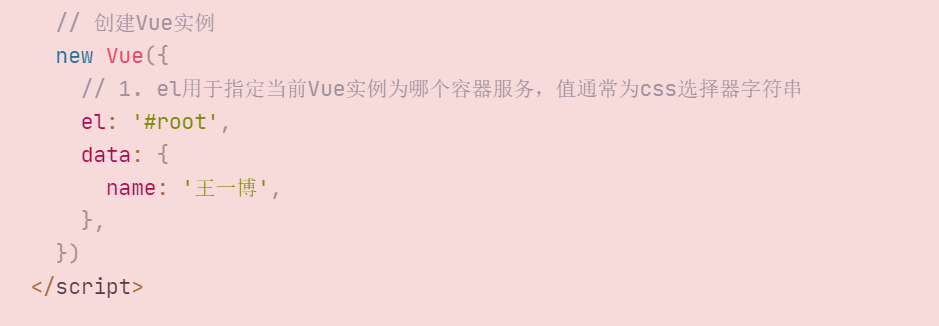 // 创建Vue实例
new Vue({
// 1. el用于指定当前Vue实例为哪个容器服务，值通常为css选择器字符串
el: '#root',
data: {
name: '王一博',
},
})
</script>